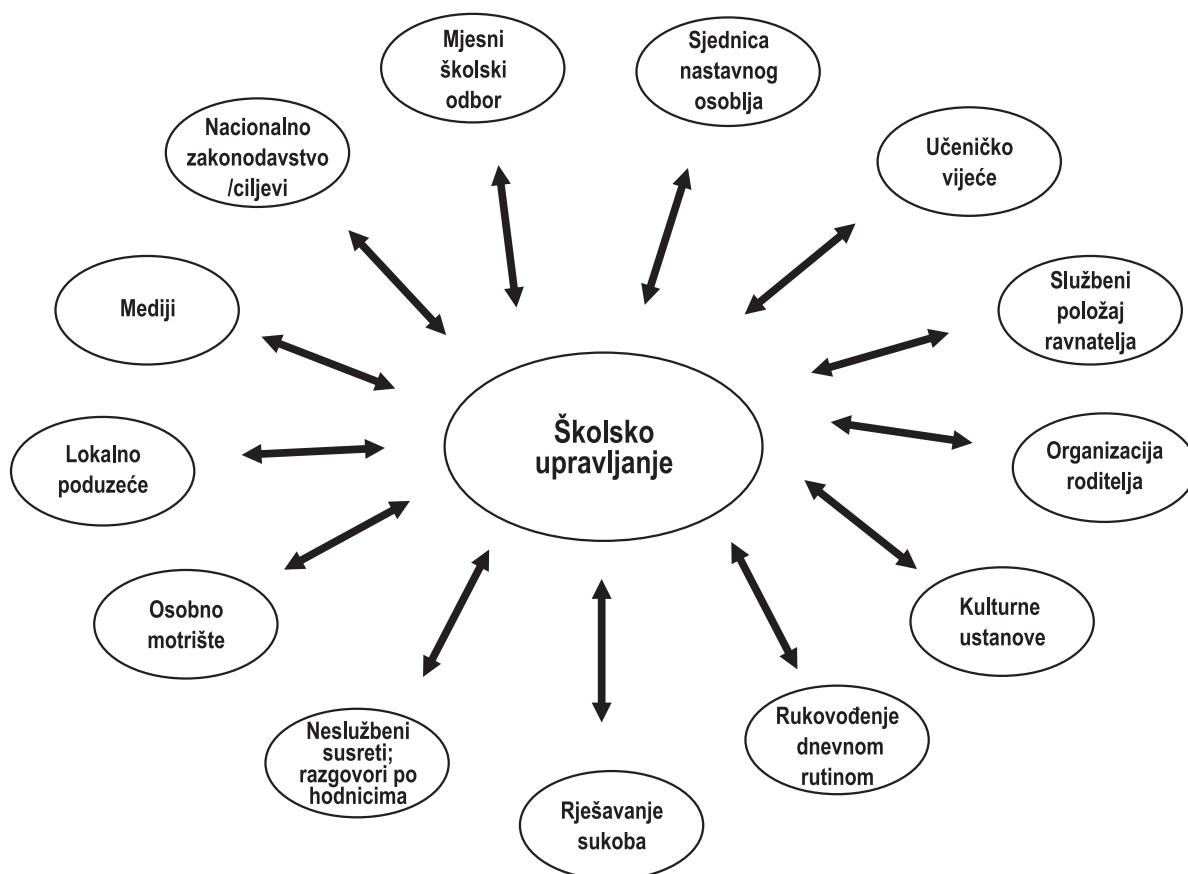 Mjesni
školski
odbor
Sjednica
nastavnog
osoblja
Nacionalno
zakonodavstvo
/ciljevi
Učeničko
vijeće
Mediji
Službeni
položaj
ravnatelja
Školsko
upravljanje
Lokalno
poduzeće
Organizacija
roditelja
Osobno
motrište
Kulturne
ustanove
Neslužbeni
susreti;
razgovori po
hodnicima
Rukovođenje
dnevnom
rutinom
Rješavanje
sukoba